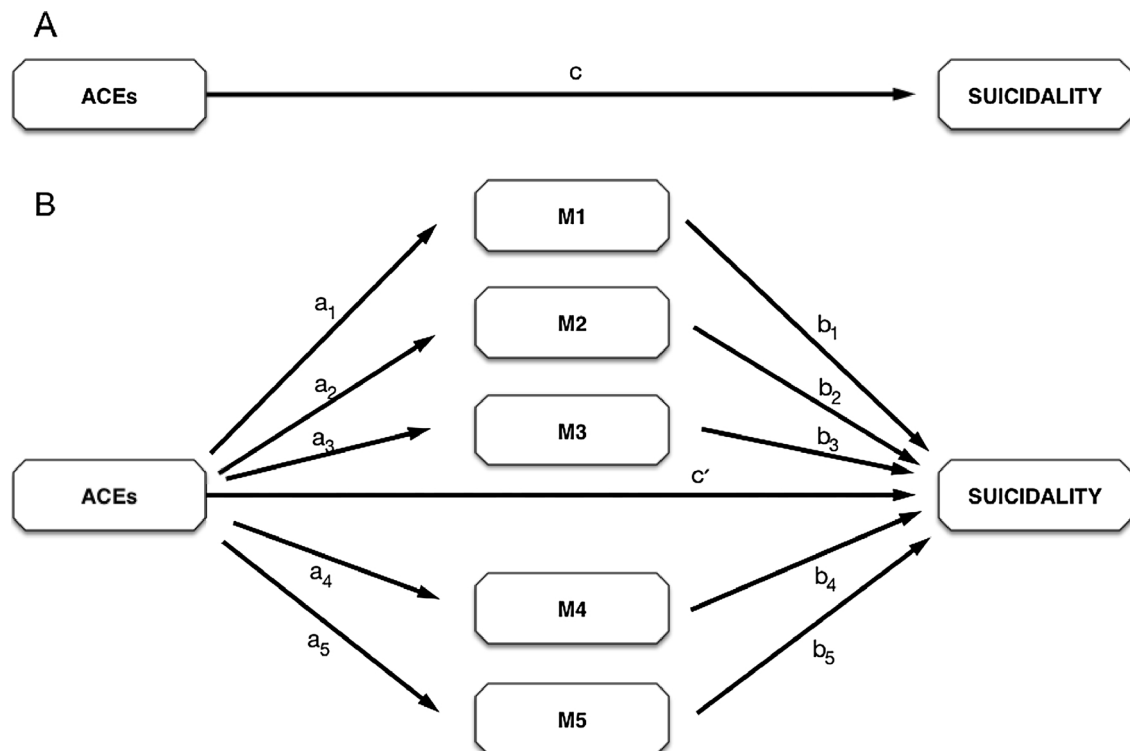 A
c
ACEs
SUICIDALITY
B
M1
a1
b1
M2
a2
b2
M3
a3
b3
c′
ACEs
SUICIDALITY
a4
b4
M4
a5
b5
M5